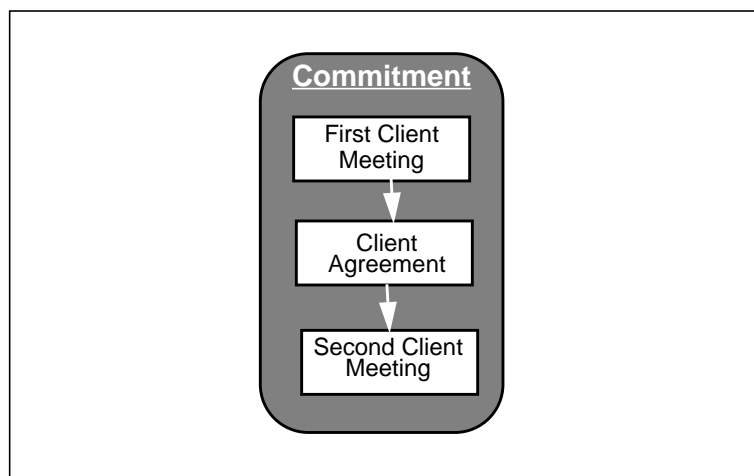 Commitment
First Client
Meeting
Client
Agreement
Second Client
Meeting